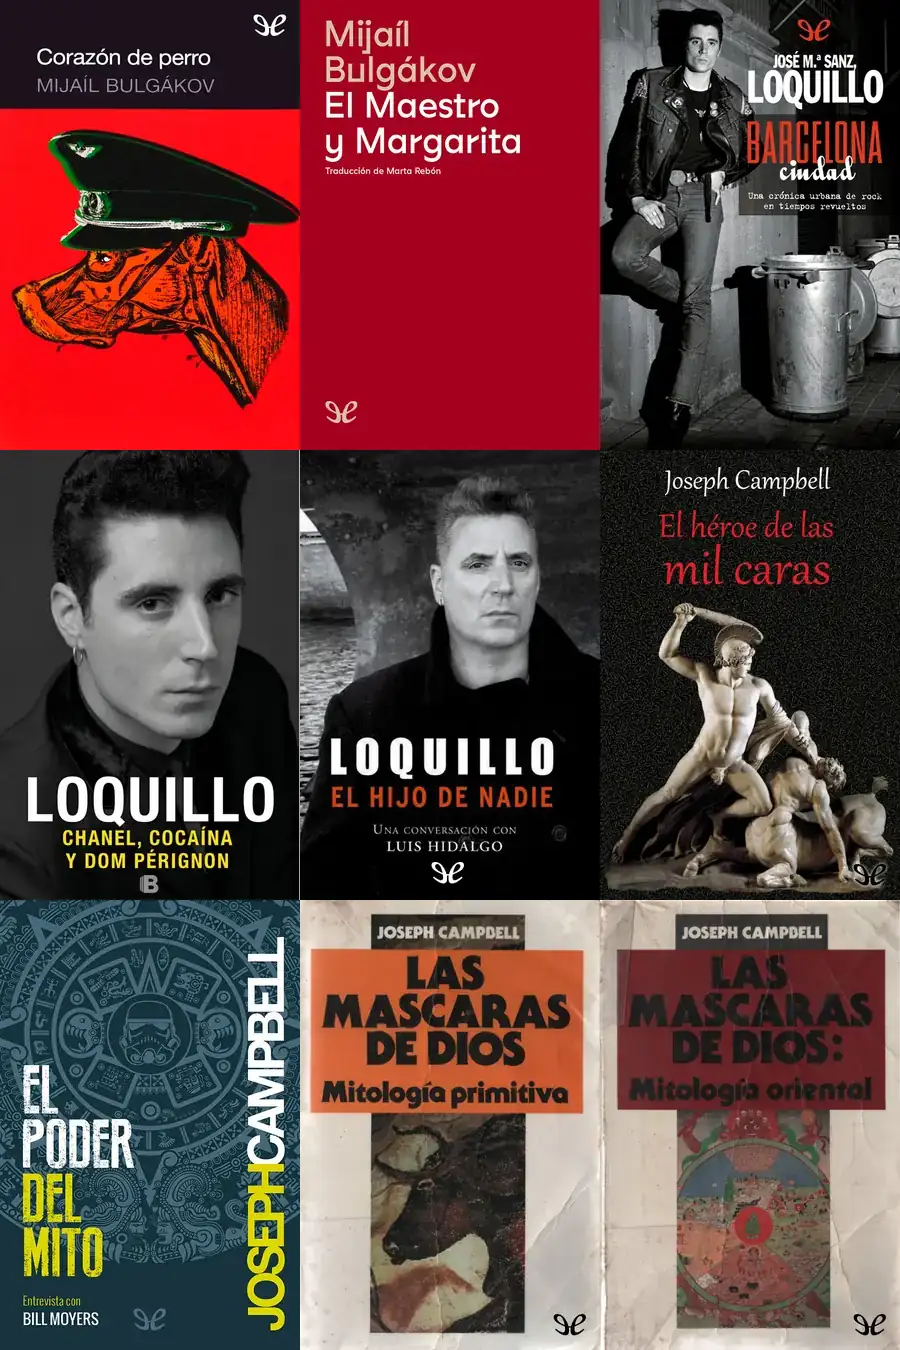 Corazón de perro
MIJAÍL BULGÁKOV
Mijaíl
Bulgákov
El Maestro
y Margarita
Traducción de Marta Rebón
JOSÉ M.ª SANZ,
LOQUILLO
BARCELONA
ciudad
Una crónica urbana de rock
en tiempos revueltos
LOQUILLO
CHANEL, COCAÍNA
Y DOM PÉRIGNON
B
LOQUILLO
EL HIJO DE NADIE
UNA CONVERSACIÓN CON
LUIS HIDALGO
Joseph Campbell
El héroe de las
mil caras
EL
PODER
DEL
MITO
Entrevista con
BILL MOYERS
JOSEPH CAMPBELL
JOSEPH CAMPBELL
LAS
MASCARAS
DE DIOS
Mitología primitiva
JOSEPH CAMPBELL
LAS
MASCARAS
DE DIOS:
Mitología oriental